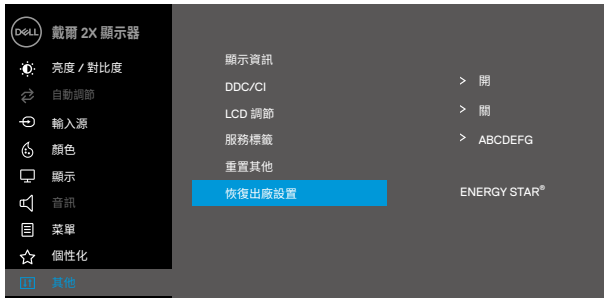 DELL
戴爾 2X 顯示器
亮度 / 對比度
自動調節
輸入源
顏色
顯示
音訊
菜單
個性化
其他
顯示資訊
DDC/CI
> 開
LCD 調節
> 關
服務標籤
> ABCDEFG
重置其他
恢復出廠設置
ENERGY STAR®